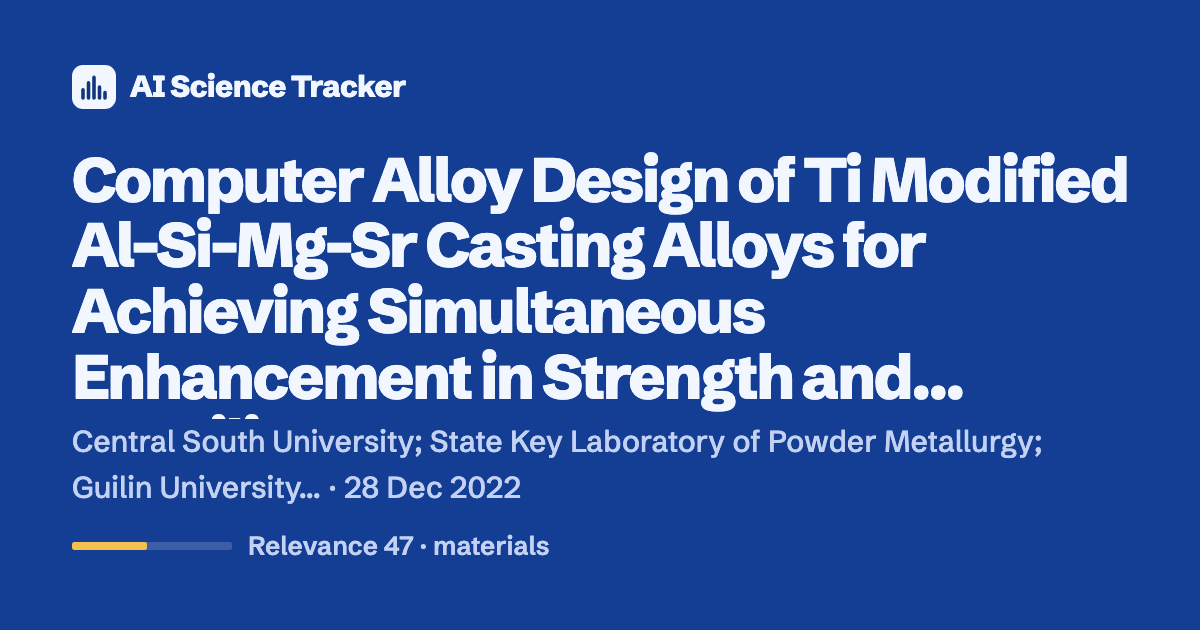 AI Science Tracker
Computer Alloy Design of Ti Modified
Al-Si-Mg-Sr Casting Alloys for
Achieving Simultaneous
Enhancement in Strength and...
Central South University; State Key Laboratory of Powder Metallurgy;
Guilin University... · 28 Dec 2022
Relevance 47 · materials